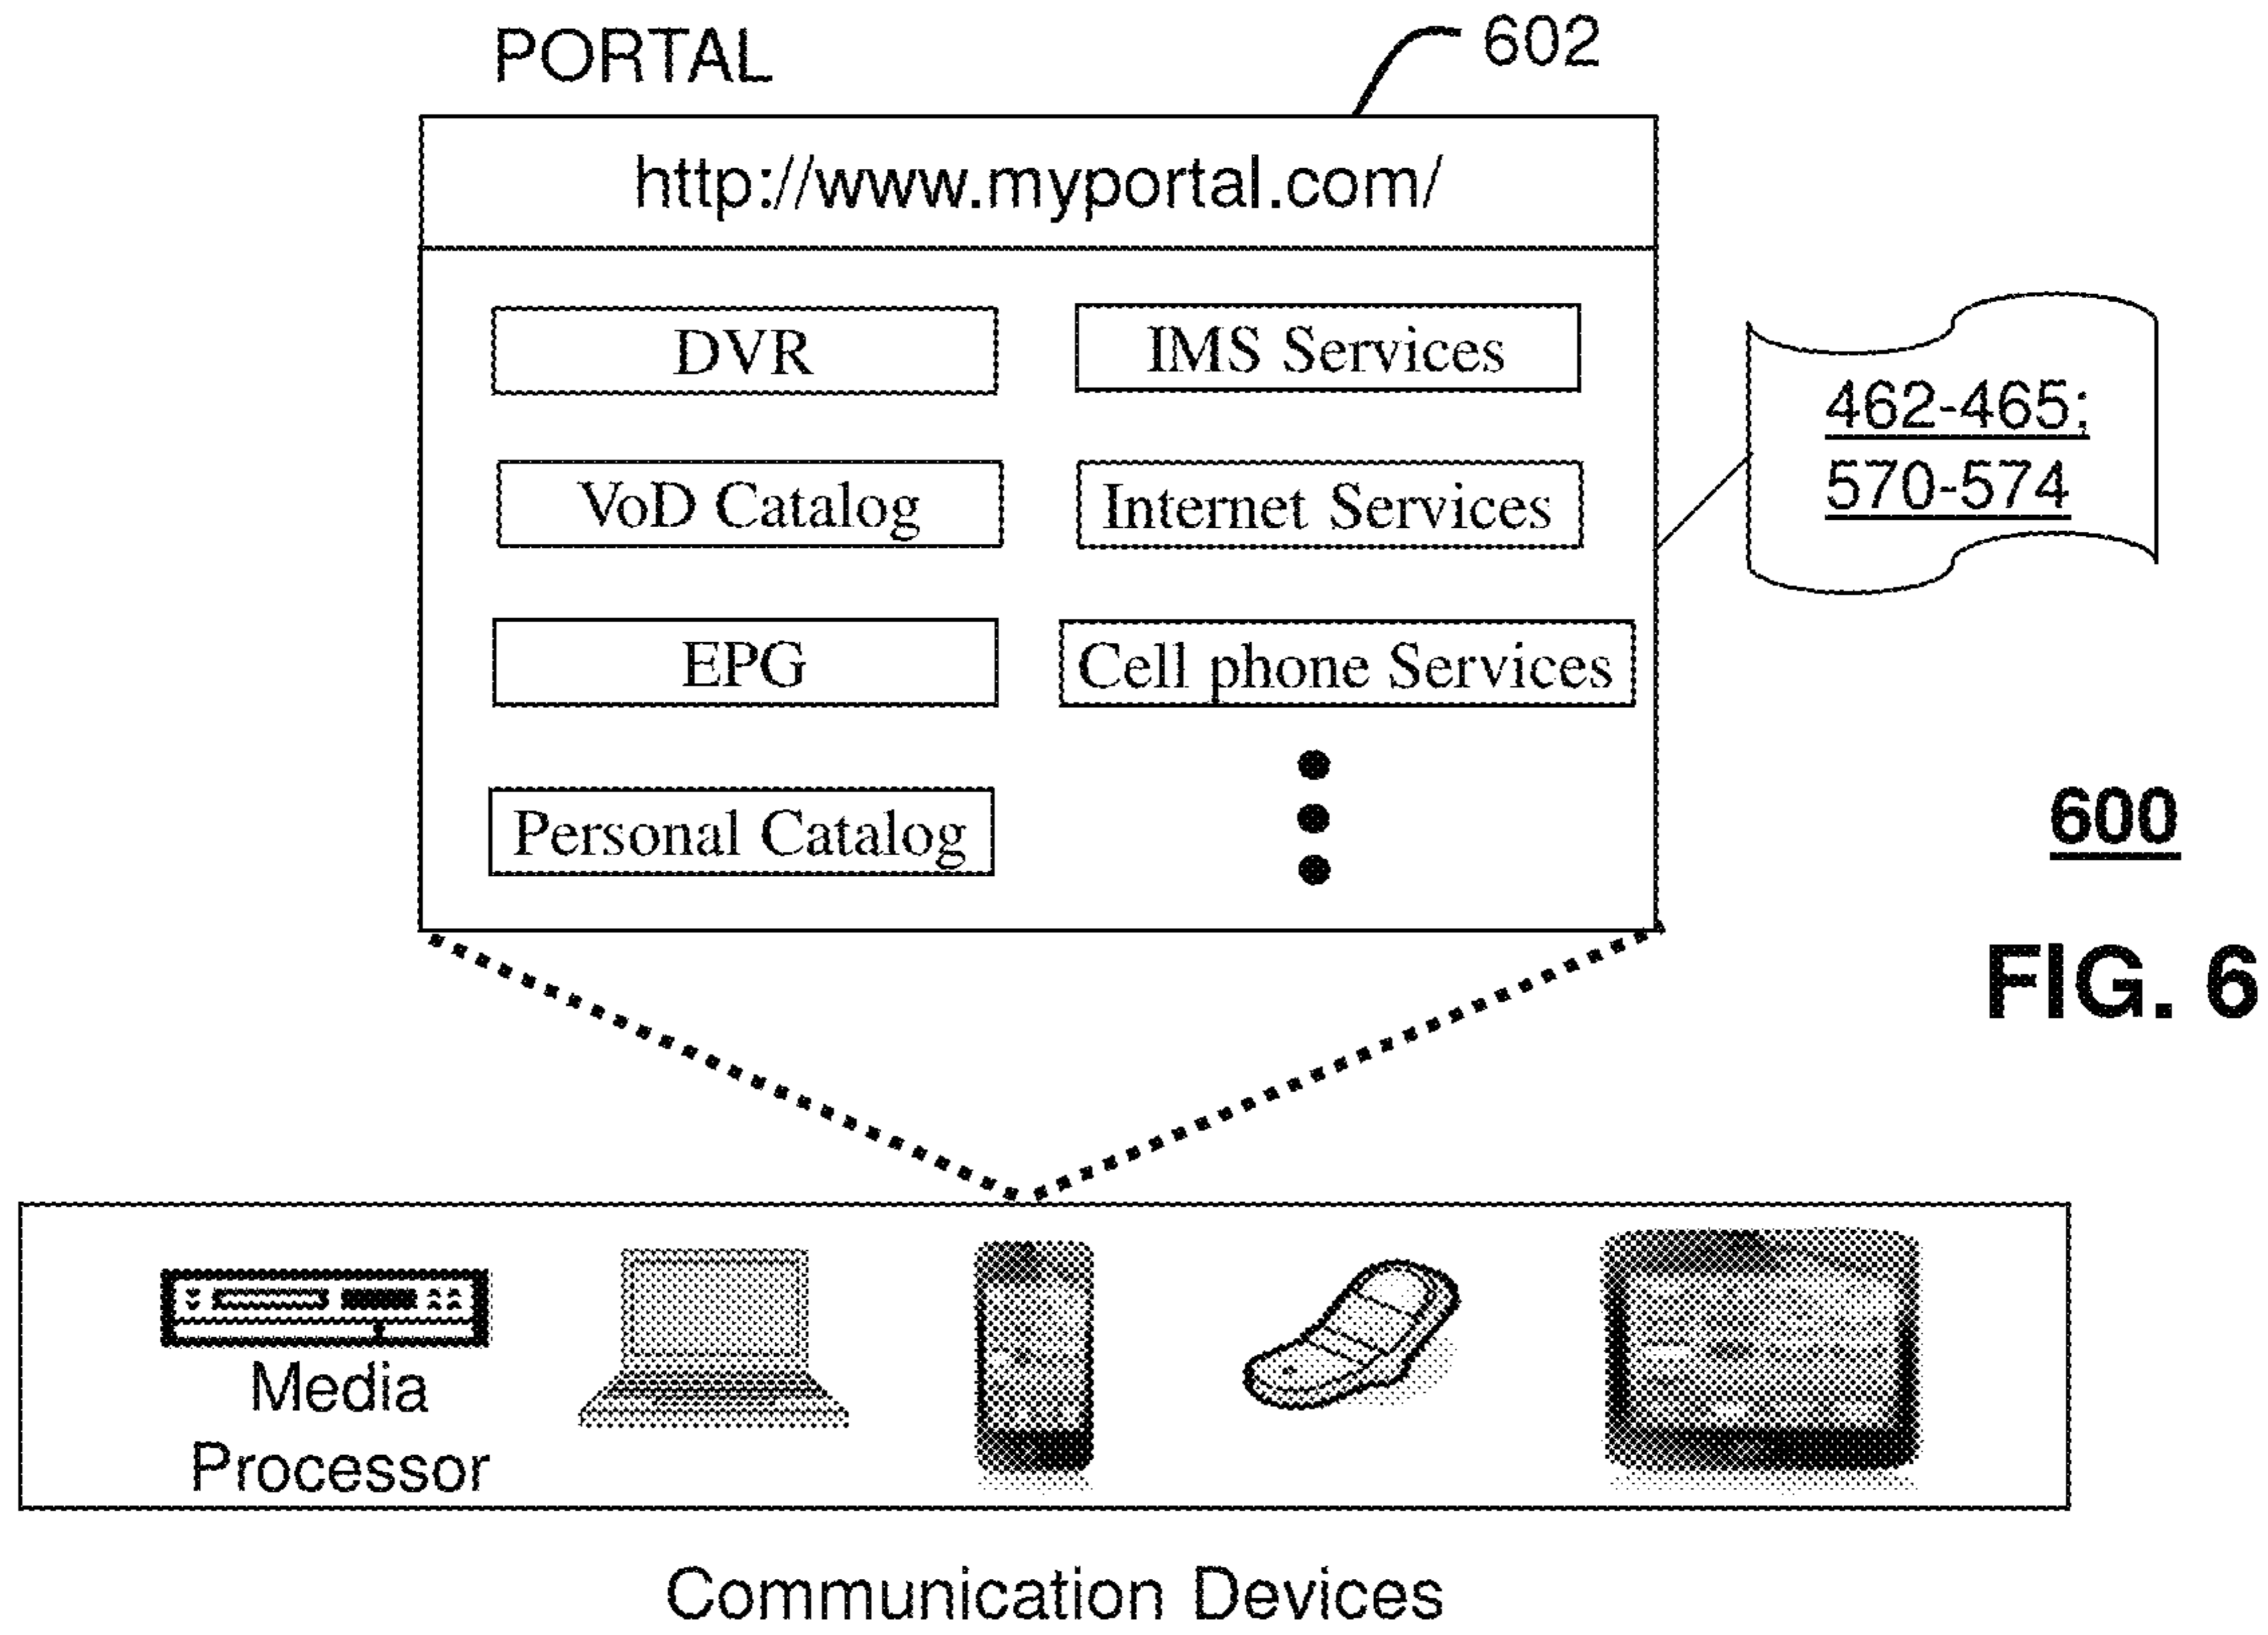 PORTAL
602
http://www.myportal.com/
DVR
IMS Services
VoD Catalog
Internet Services
EPG
Cell phone Services
Personal Catalog
462-465;
570-574
600
FIG. 6
Media
Processor
Communication Devices